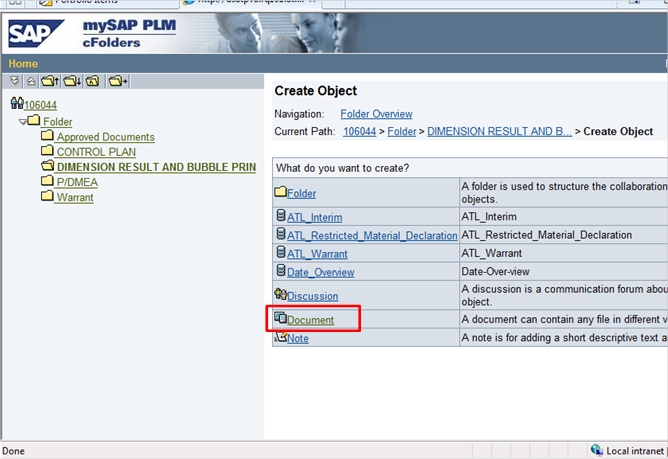 Portfolio Items
SAP
mySAP PLM
cFolders
Home
106044
Folder
Approved Documents
CONTROL PLAN
DIMENSION RESULT AND BUBBLE PRIN
P/DMEA
Warrant
Create Object
Navigation: Folder Overview
Current Path: 106044 > Folder > DIMENSION RESULT AND B... > Create Object
What do you want to create?
Folder A folder is used to structure the collaboration
objects.
ATL_Interim ATL_Interim
ATL_Restricted_Material_Declaration ATL_Restricted_Material_Declaration
ATL_Warrant ATL_Warrant
Date_Overview Date-Over-view
Discussion A discussion is a communication forum abou
object.
Document A document can contain any file in different v
Note A note is for adding a short descriptive text a
Done Local intranet